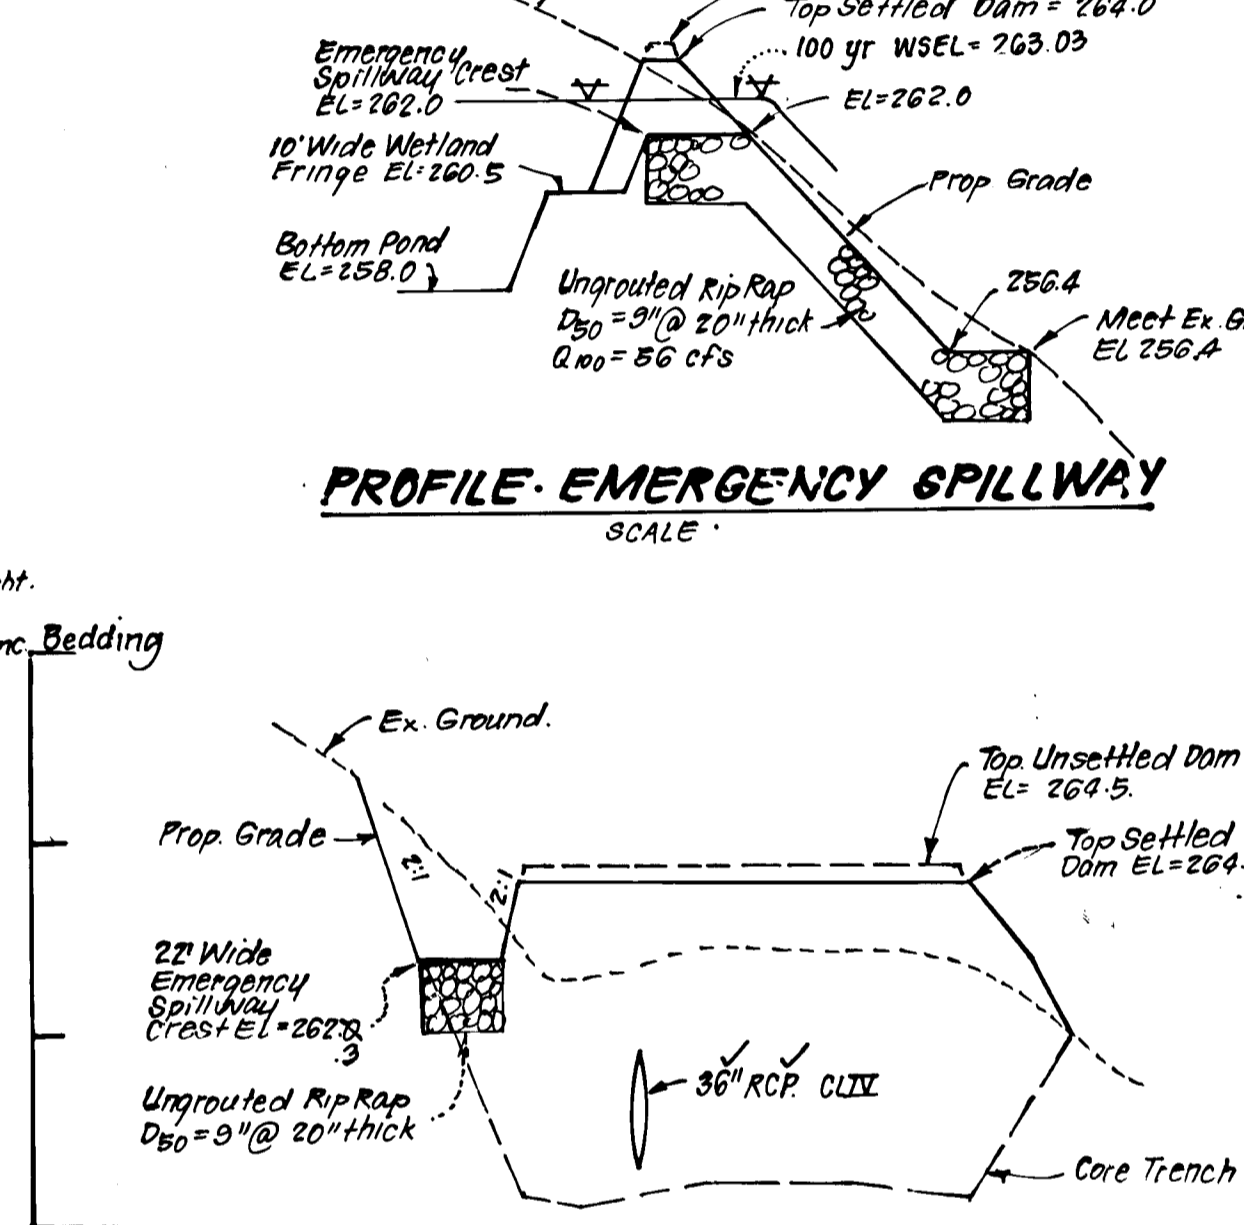 Top Settled Dam = 264.0
Emergency
Spillway Crest
EL=262.0
100 yr WSEL= 263.03
EL=262.0
10' Wide Wetland
Fringe EL=260.5
Prop Grade
Bottom Pond
EL=258.0
Ungrouted Rip Rap
D50 = 9"@ 20" thick
Q100 = 56 cfs
256.4
Meet Ex.
EL 256.4
PROFILE · EMERGENCY SPILLWAY
SCALE
Bedding
Ex. Ground.
Top. Unsettled Dam
EL= 264.5.
Prop. Grade
2:1
2:1
Top Settled
Dam EL=264.
22' Wide
Emergency
Spillway
Crest EL=262.0
.3
36" RCP. CL IV
Ungrouted Rip Rap
D50 = 9"@ 20" thick
Core Trench